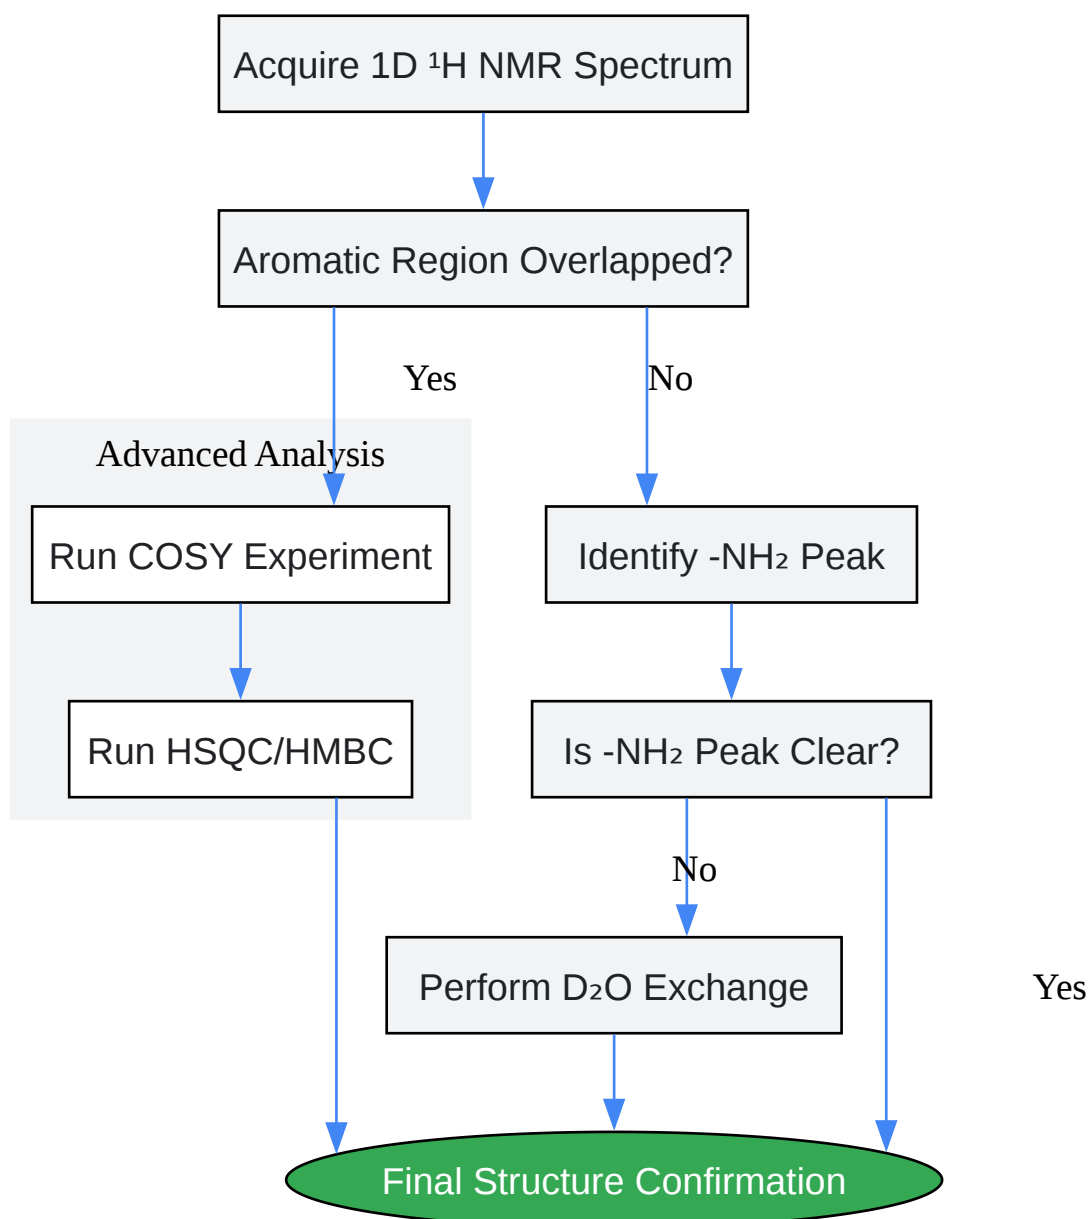 Acquire 1D ¹H NMR Spectrum
Aromatic Region Overlapped?
Yes
No
Advanced Analysis
Run COSY Experiment
Identify -NH₂ Peak
Run HSQC/HMBC
Is -NH₂ Peak Clear?
No
Perform D₂O Exchange
Yes
Final Structure Confirmation